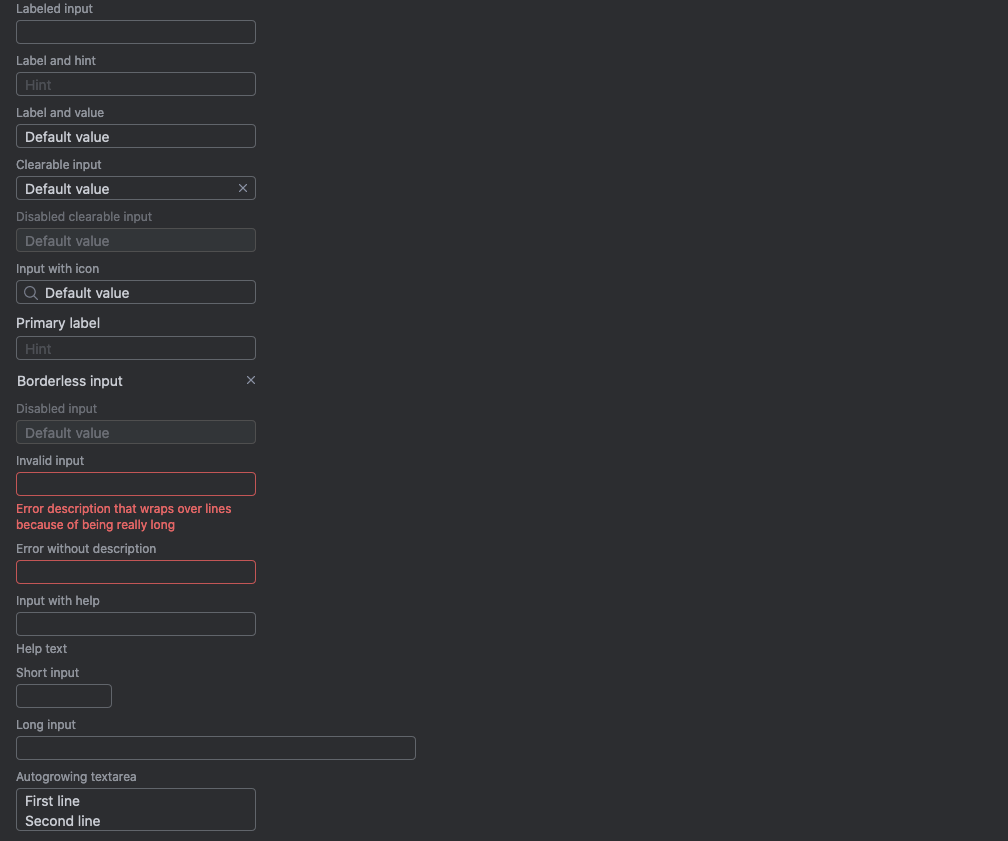 Labeled input
Label and hint
Hint
Label and value
Default value
Clearable input
Default value
Disabled clearable input
Default value
Input with icon
Default value
Primary label
Hint
Borderless input
Disabled input
Default value
Invalid input
Error description that wraps over lines
because of being really long
Error without description
Input with help
Help text
Short input
Long input
Autogrowing textarea
First line
Second line